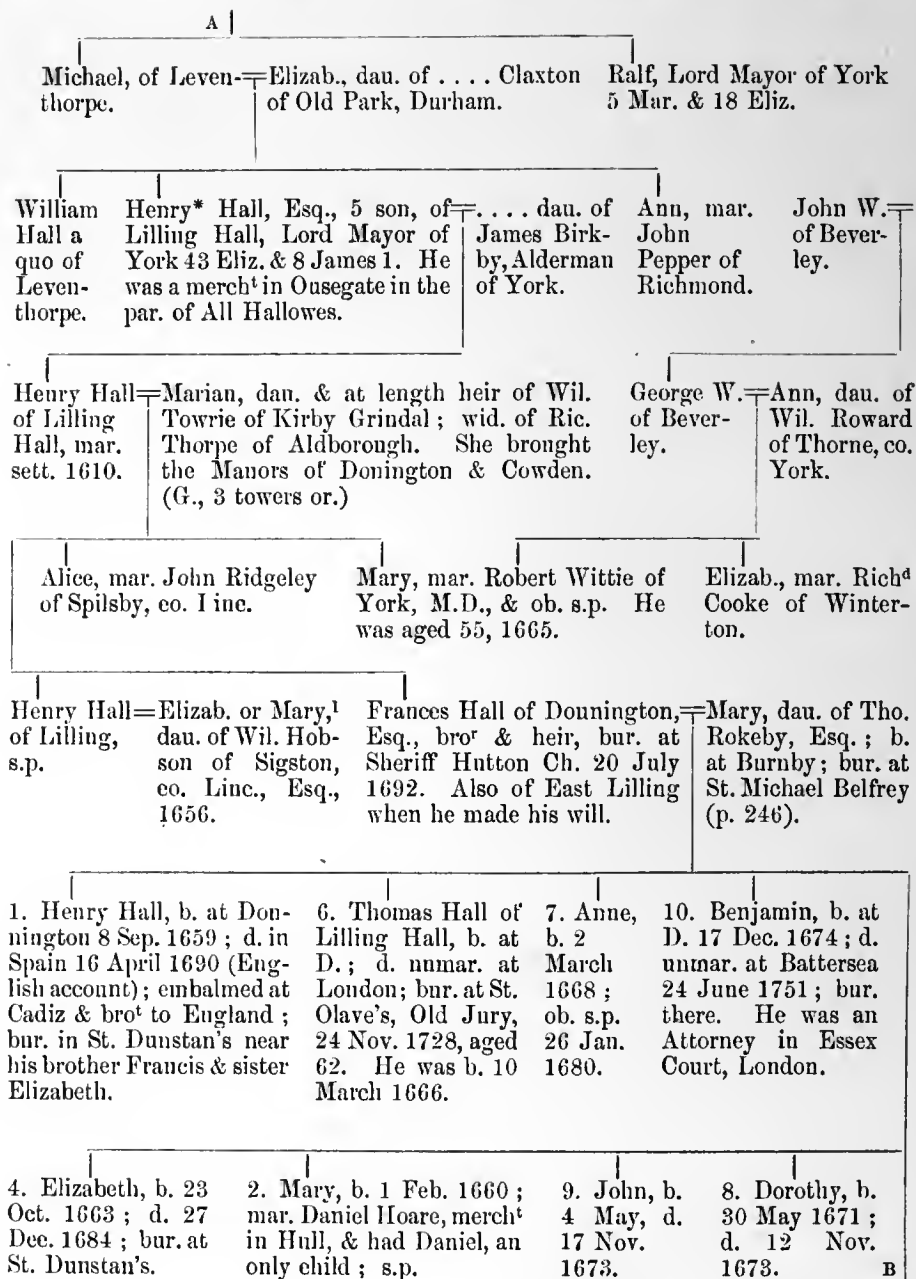 A
Michael, of Leven-
thorpe.
Elizab., dau. of . . . . Claxton
of Old Park, Durham.
Ralf, Lord Mayor of York
5 Mar. & 18 Eliz.
William
Hall a
quo of
Leven-
thorpe.
Henry* Hall, Esq., 5 son, of
Lilling Hall, Lord Mayor of
York 43 Eliz. & 8 James 1. He
was a mercht in Ousegate in the
par. of All Hallowes.
. . . . dau. of
James Birk-
by, Alderman
of York.
Ann, mar.
John
Pepper of
Richmond.
John W.
of Bever-
ley.
Henry Hall
of Lilling
Hall, mar.
sett. 1610.
Marian, dau. & at length heir of Wil.
Towrie of Kirby Grindal ; wid. of Ric.
Thorpe of Aldborough. She brought
the Manors of Donington & Cowden.
(G., 3 towers or.)
George W.
of Bever-
ley.
Ann, dau. of
Wil. Roward
of Thorne, co.
York.
Alice, mar. John Ridgeley
of Spilsby, co. Linc.
Mary, mar. Robert Wittie of
York, M.D., & ob. s.p. He
was aged 55, 1665.
Elizab., mar. Richd
Cooke of Winter-
ton.
Henry Hall
of Lilling,
s.p.
Elizab. or Mary,1
dau. of Wil. Hob-
son of Sigston,
co. Linc., Esq.,
1656.
Frances Hall of Dounington,
Esq., bror & heir, bur. at
Sheriff Hutton Ch. 20 July
1692. Also of East Lilling
when he made his will.
Mary, dau. of Tho.
Rokeby, Esq. ; b.
at Burnby ; bur. at
St. Michael Belfrey
(p. 246).
1. Henry Hall, b. at Don-
nington 8 Sep. 1659 ; d. in
Spain 16 April 1690 (Eng-
lish account) ; embalmed at
Cadiz & brot to England ;
bur. in St. Dunstan's near
his brother Francis & sister
Elizabeth.
6. Thomas Hall of
Lilling Hall, b. at
D. ; d. unmar. at
London ; bur. at St.
Olave's, Old Jury,
24 Nov. 1728, aged
62. He was b. 10
March 1666.
7. Anne,
b. 2
March
1668 ;
ob. s.p.
26 Jan.
1680.
10. Benjamin, b. at
D. 17 Dec. 1674 ; d.
unmar. at Battersea
24 June 1751 ; bur.
there. He was an
Attorney in Essex
Court, London.
4. Elizabeth, b. 23
Oct. 1663 ; d. 27
Dec. 1684 ; bur. at
St. Dunstan's.
2. Mary, b. 1 Feb. 1660 ;
mar. Daniel Hoare, mercht
in Hull, & had Daniel, an
only child ; s.p.
9. John, b.
4 May, d.
17 Nov.
1673.
8. Dorothy, b.
30 May 1671 ;
d. 12 Nov.
1673.
B